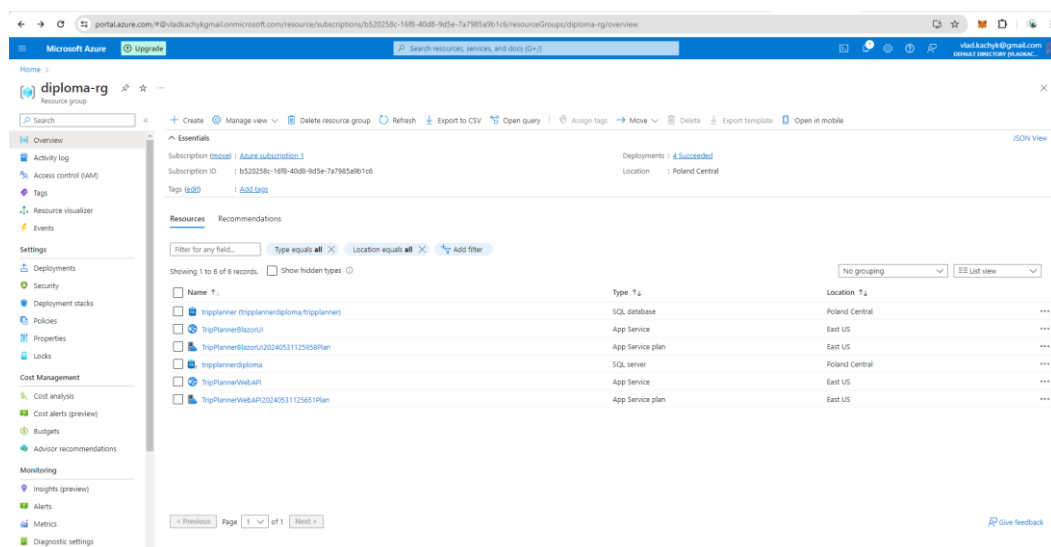 portal.azure.com/#@vladkachykgmail.onmicrosoft.com/resource/subscriptions/b520258c-16f8-40d8-9d5e-7a7985a9b1c6/resourceGroups/diploma-rg/overview
Microsoft Azure
Upgrade
Search resources, services, and docs (G+/)
vlad.kachyk@gmail.com
DEFAULT DIRECTORY (VLADKAC...
Home >
diploma-rg
Resource group
Search
+ Create Manage view Delete resource group Refresh Export to CSV Open query Assign tags Move Delete Export template Open in mobile
Overview
Activity log
Access control (IAM)
Tags
Resource visualizer
Events
Settings
Deployments
Security
Deployment stacks
Policies
Properties
Locks
Cost Management
Cost analysis
Cost alerts (preview)
Budgets
Advisor recommendations
Monitoring
Insights (preview)
Alerts
Metrics
Diagnostic settings
Essentials
JSON View
Subscription (move) : Azure subscription 1
Deployments : 4 Succeeded
Subscription ID : b520258c-16f8-40d8-9d5e-7a7985a9b1c6
Location : Poland Central
Tags (edit) : Add tags
Resources Recommendations
Filter for any field...
Type equals all
Location equals all
Add filter
Showing 1 to 6 of 6 records.
Show hidden types
No grouping
List view
Name Type Location
tripplanner (tripplannerdiploma/tripplanner) SQL database Poland Central
TripPlannerBlazorUI App Service East US
TripPlannerBlazorUI20240531125958Plan App Service plan East US
tripplannerdiploma SQL server Poland Central
TripPlannerWebAPI App Service East US
TripPlannerWebAPI20240531125651Plan App Service plan East US
< Previous Page 1 of 1 Next >
Give feedback